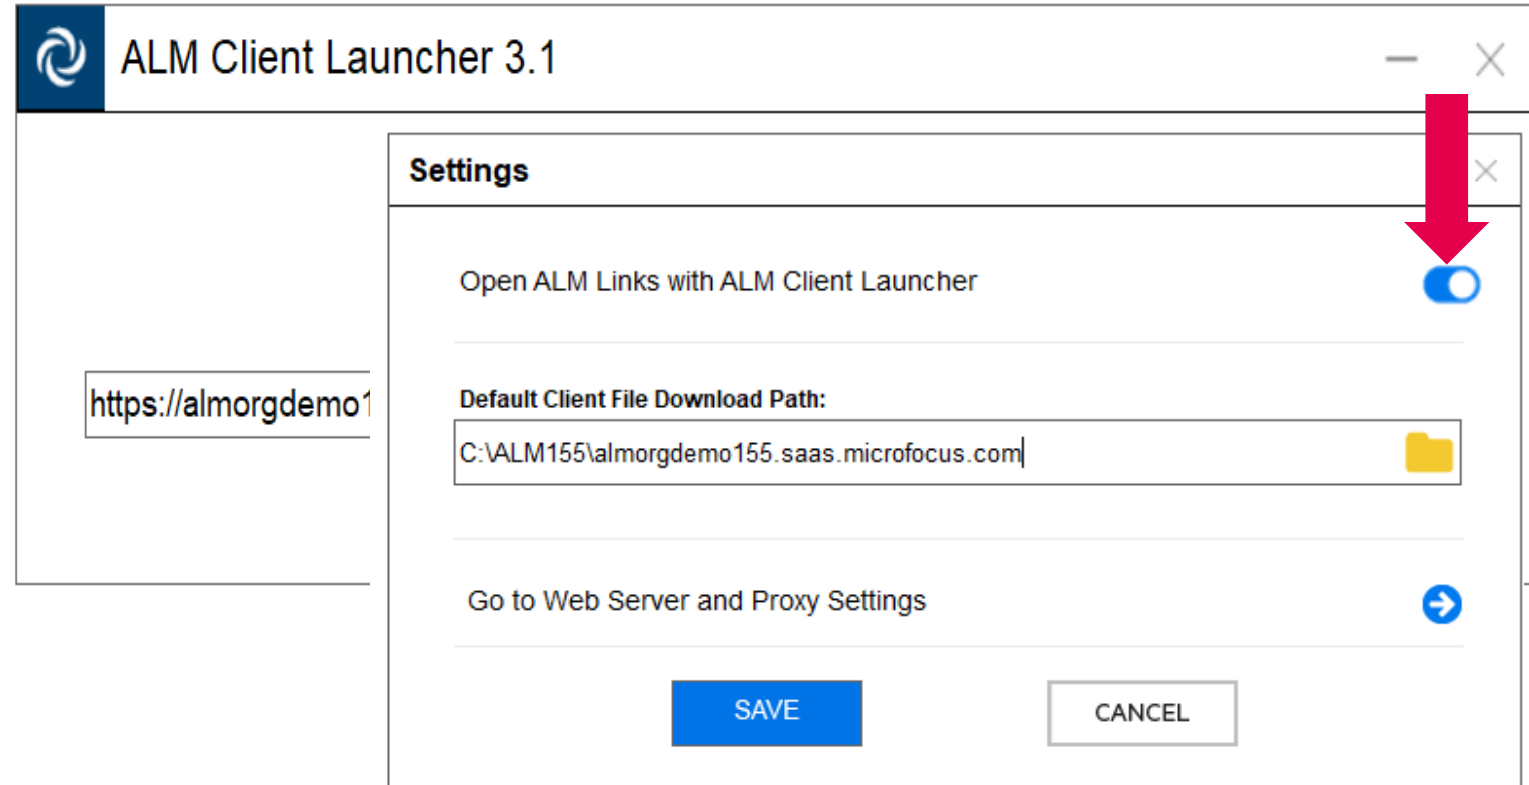 ALM Client Launcher 3.1
Settings
Open ALM Links with ALM Client Launcher
https://almorgdemo1
Default Client File Download Path:
C:\ALM155\almorgdemo155.saas.microfocus.com
Go to Web Server and Proxy Settings
SAVE
CANCEL